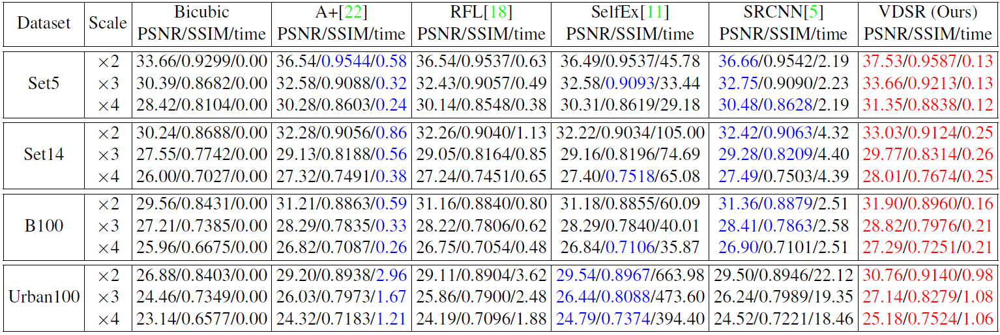 Dataset Scale Bicubic A+[22] RFL[18] SelfEx[11] SRCNN[5] VDSR (Ours)
PSNR/SSIM/time PSNR/SSIM/time PSNR/SSIM/time PSNR/SSIM/time PSNR/SSIM/time PSNR/SSIM/time
Set5 ×2 33.66/0.9299/0.00 36.54/0.9544/0.58 36.54/0.9537/0.63 36.49/0.9537/45.78 36.66/0.9542/2.19 37.53/0.9587/0.13
×3 30.39/0.8682/0.00 32.58/0.9088/0.32 32.43/0.9057/0.49 32.58/0.9093/33.44 32.75/0.9090/2.23 33.66/0.9213/0.13
×4 28.42/0.8104/0.00 30.28/0.8603/0.24 30.14/0.8548/0.38 30.31/0.8619/29.18 30.48/0.8628/2.19 31.35/0.8838/0.12
Set14 ×2 30.24/0.8688/0.00 32.28/0.9056/0.86 32.26/0.9040/1.13 32.22/0.9034/105.00 32.42/0.9063/4.32 33.03/0.9124/0.25
×3 27.55/0.7742/0.00 29.13/0.8188/0.56 29.05/0.8164/0.85 29.16/0.8196/74.69 29.28/0.8209/4.40 29.77/0.8314/0.26
×4 26.00/0.7027/0.00 27.32/0.7491/0.38 27.24/0.7451/0.65 27.40/0.7518/65.08 27.49/0.7503/4.39 28.01/0.7674/0.25
B100 ×2 29.56/0.8431/0.00 31.21/0.8863/0.59 31.16/0.8840/0.80 31.18/0.8855/60.09 31.36/0.8879/2.51 31.90/0.8960/0.16
×3 27.21/0.7385/0.00 28.29/0.7835/0.33 28.22/0.7806/0.62 28.29/0.7840/40.01 28.41/0.7863/2.58 28.82/0.7976/0.21
×4 25.96/0.6675/0.00 26.82/0.7087/0.26 26.75/0.7054/0.48 26.84/0.7106/35.87 26.90/0.7101/2.51 27.29/0.7251/0.21
Urban100 ×2 26.88/0.8403/0.00 29.20/0.8938/2.96 29.11/0.8904/3.62 29.54/0.8967/663.98 29.50/0.8946/22.12 30.76/0.9140/0.98
×3 24.46/0.7349/0.00 26.03/0.7973/1.67 25.86/0.7900/2.48 26.44/0.8088/473.60 26.24/0.7989/19.35 27.14/0.8279/1.08
×4 23.14/0.6577/0.00 24.32/0.7183/1.21 24.19/0.7096/1.88 24.79/0.7374/394.40 24.52/0.7221/18.46 25.18/0.7524/1.06